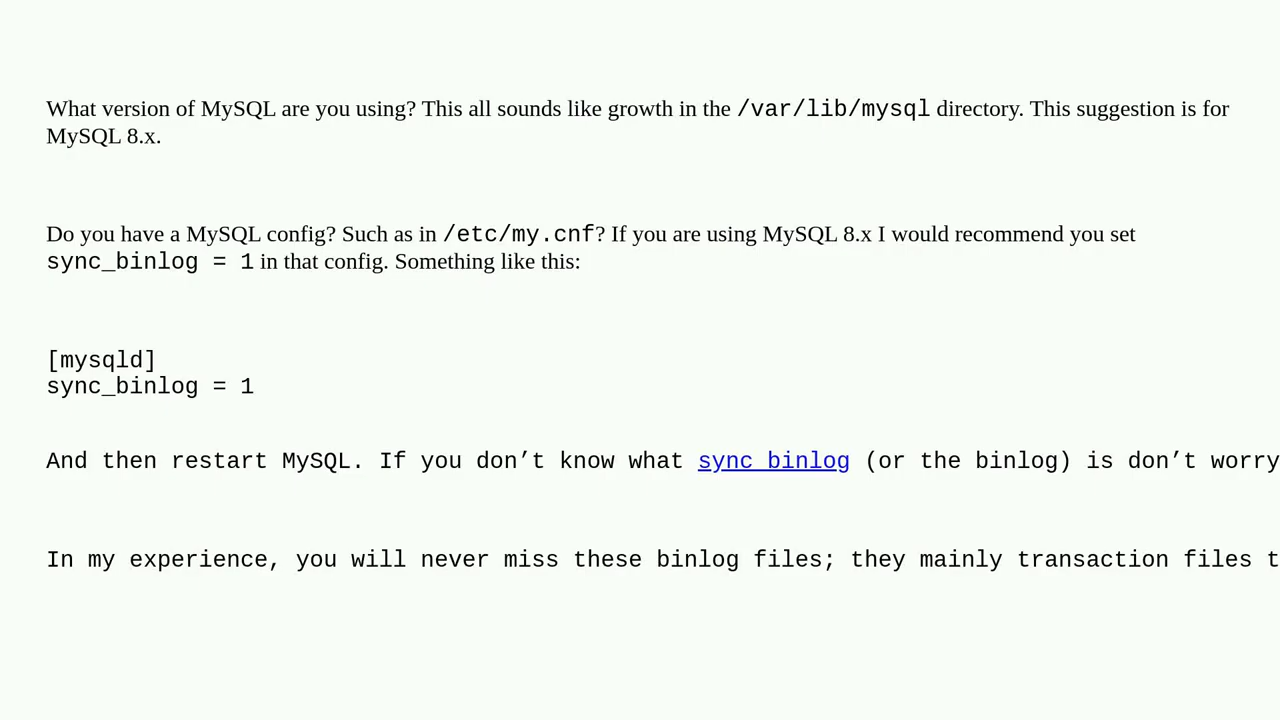 What version of MySQL are you using? This all sounds like growth in the /var/lib/mysql directory. This suggestion is for
MySQL 8.x.
Do you have a MySQL config? Such as in /etc/my.cnf? If you are using MySQL 8.x I would recommend you set
sync_binlog = 1 in that config. Something like this:
[mysqld]
sync_binlog = 1
And then restart MySQL. If you don’t know what sync_binlog (or the binlog) is don’t worry
In my experience, you will never miss these binlog files; they mainly transaction files t